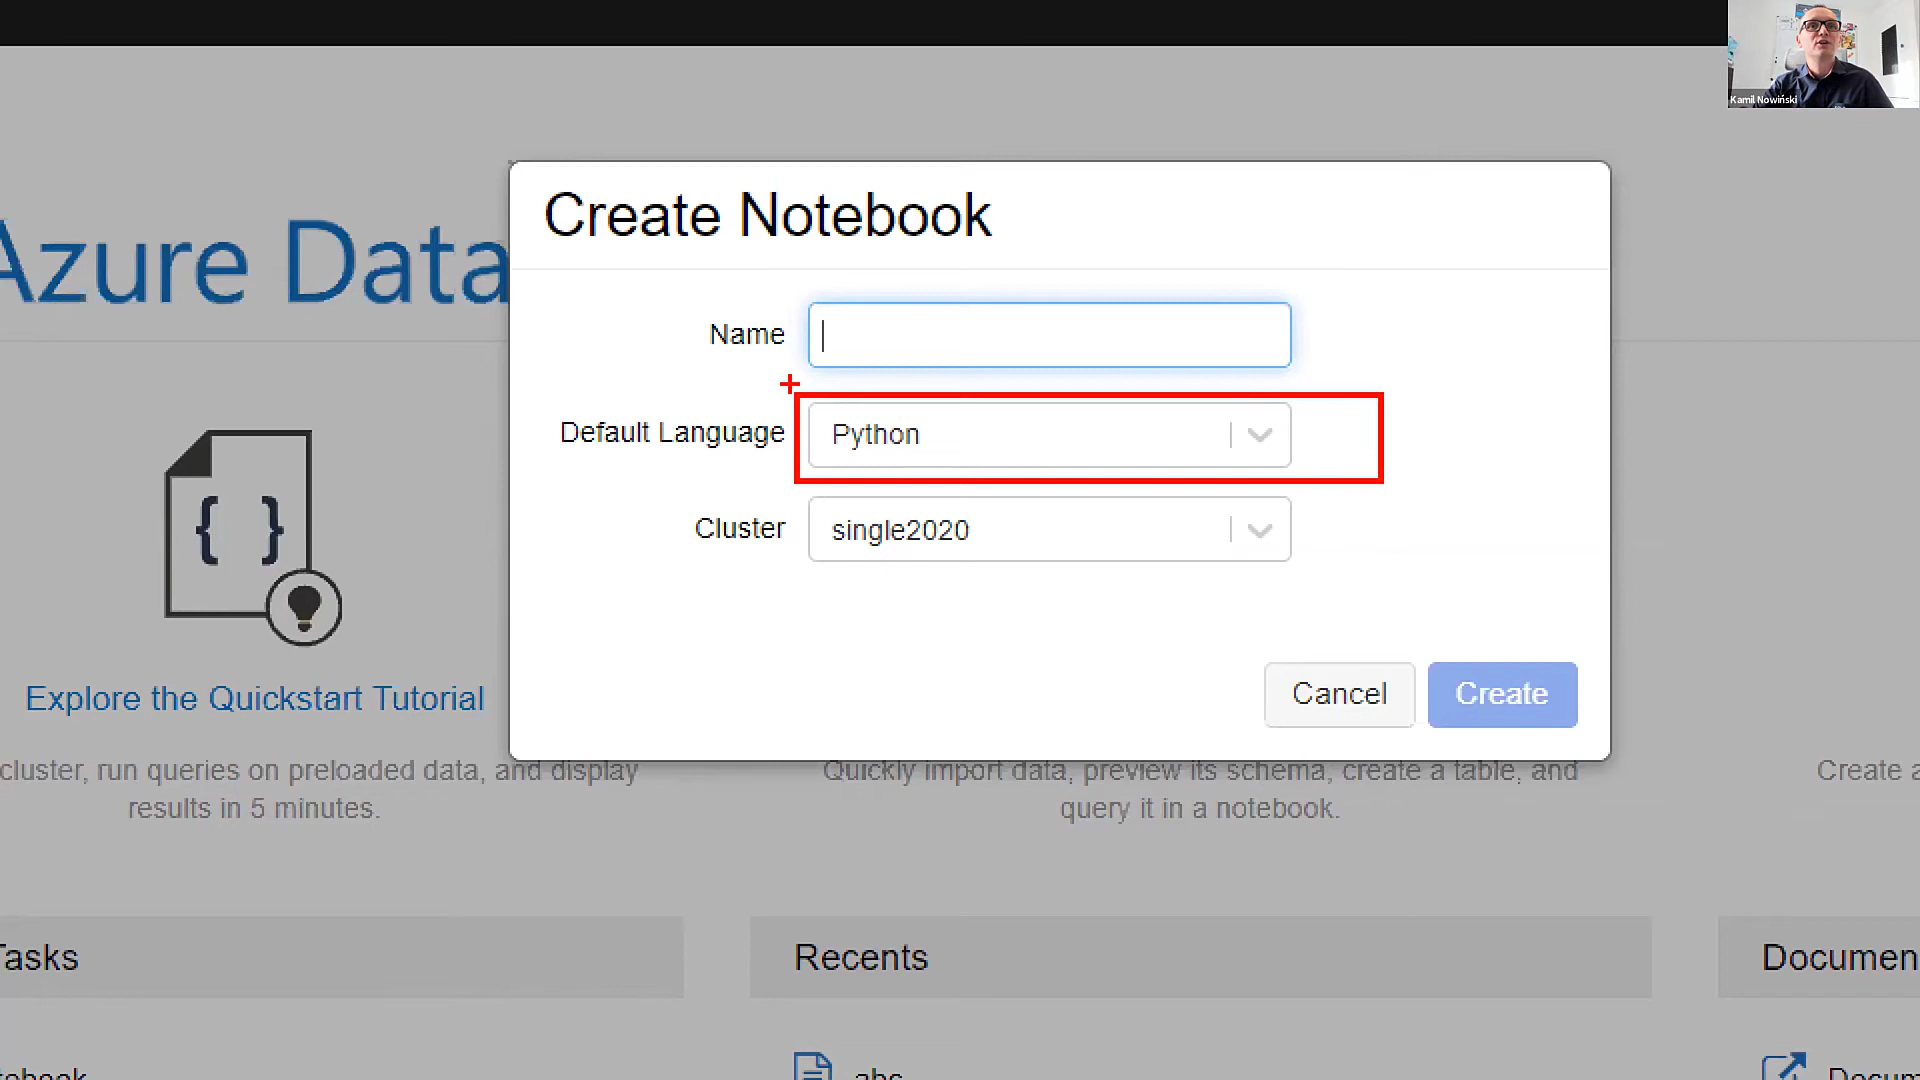 Kamil Nowiński
Create Notebook
Azure Data
Name
Default Language
Python
Cluster
single2020
{ }
Cancel
Create
Explore the Quickstart Tutorial
cluster, run queries on preloaded data, and display
results in 5 minutes.
Quickly import data, preview its schema, create a table, and
query it in a notebook.
Create a
Tasks
Recents
Documen
tebook
abc
Docum